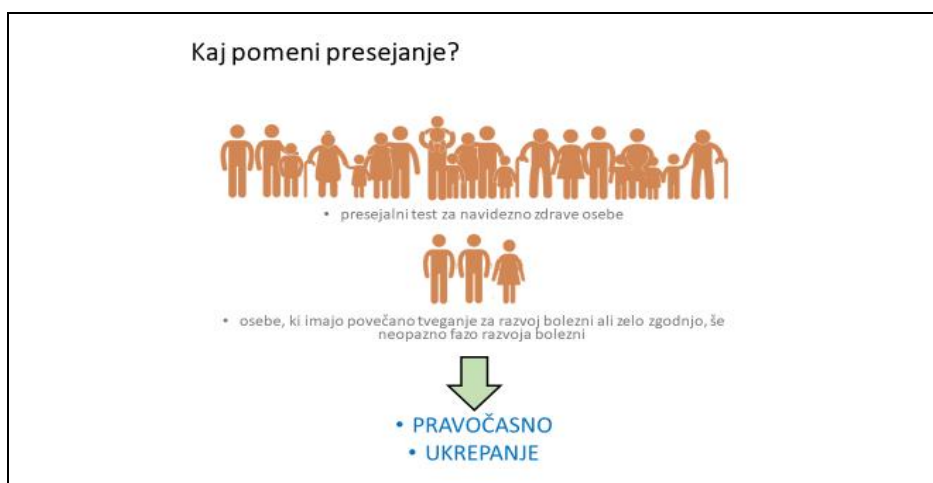 Kaj pomeni presejanje?
• presejalni test za navidezno zdrave osebe
• osebe, ki imajo povečano tveganje za razvoj bolezni ali zelo zgodnjo, še
neopazno fazo razvoja bolezni
• PRAVOČASNO
• UKREPANJE